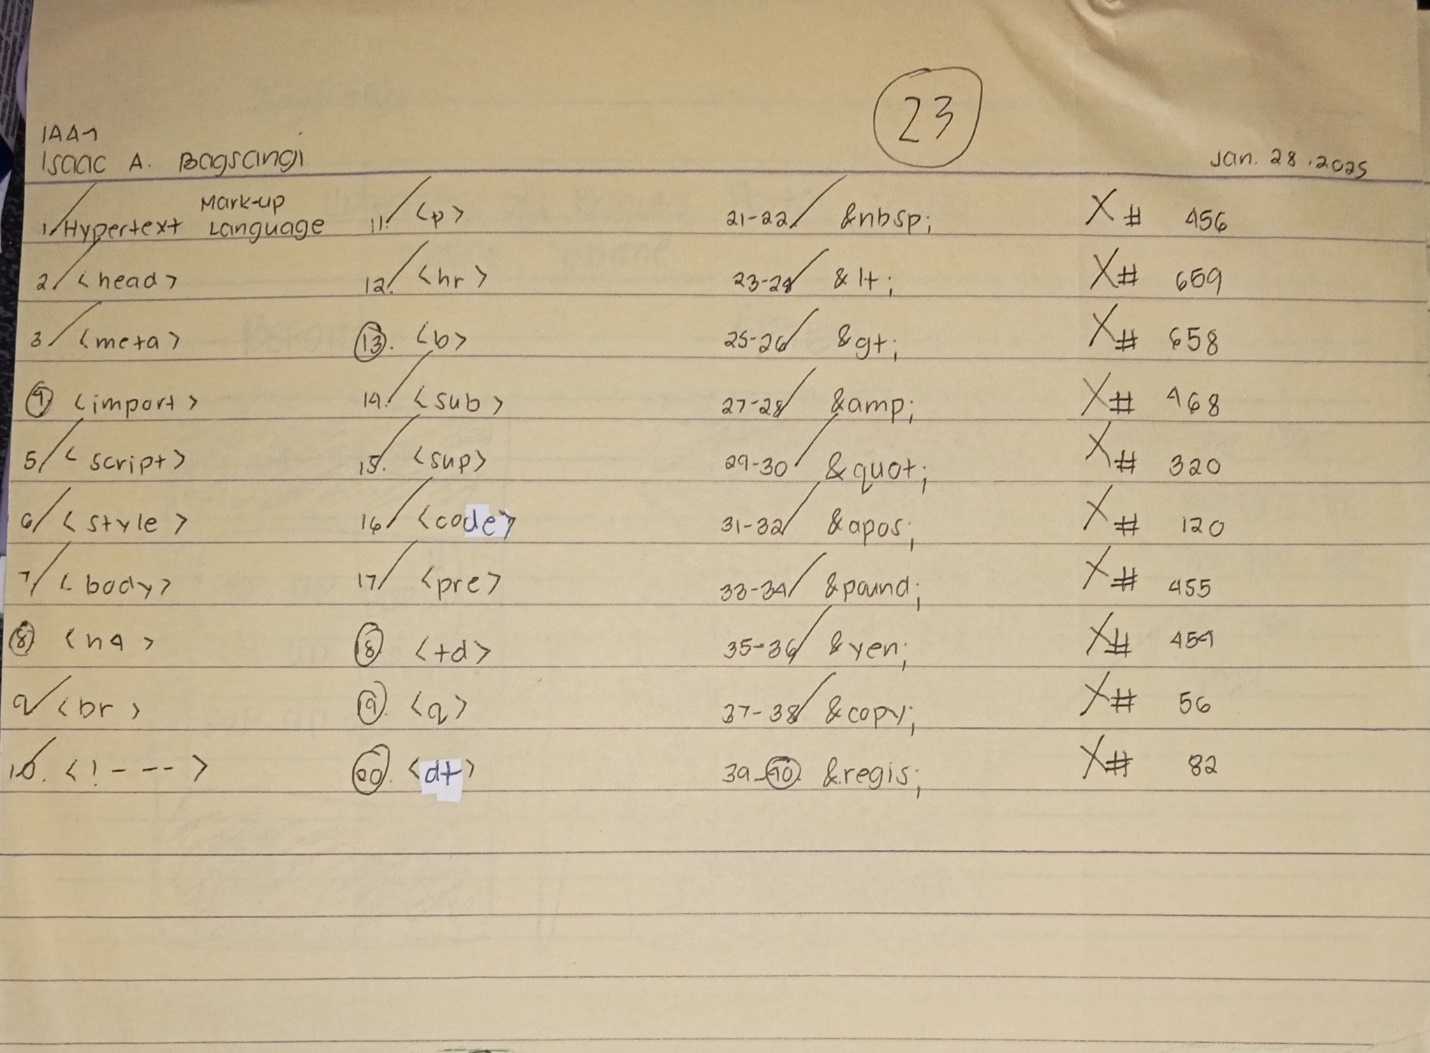 23
IAA1
Isaac A. Bagsangi
Jan. 28, 2025
1. Hypertext Mark-up Language
2. <head>
3. <meta>
4. <import>
5. <script>
6. <style>
7. <body>
8. <h4>
9. <br>
10. <!--->
11. <p>
12. <hr>
13. <b>
14. <sub>
15. <sup>
16. <code>
17. <pre>
18. <td>
19. <q>
20. <dt>
21-22. &nbsp;
23-24 &lt;
25-26 &gt;
27-28 &amp;
29-30 &quot;
31-32 &apos;
33-34 &pound;
35-36 &yen;
37-38 &copy;
39-40 &regis;
# 456
# 659
# 658
# 468
# 320
# 120
# 455
# 454
# 56
# 82